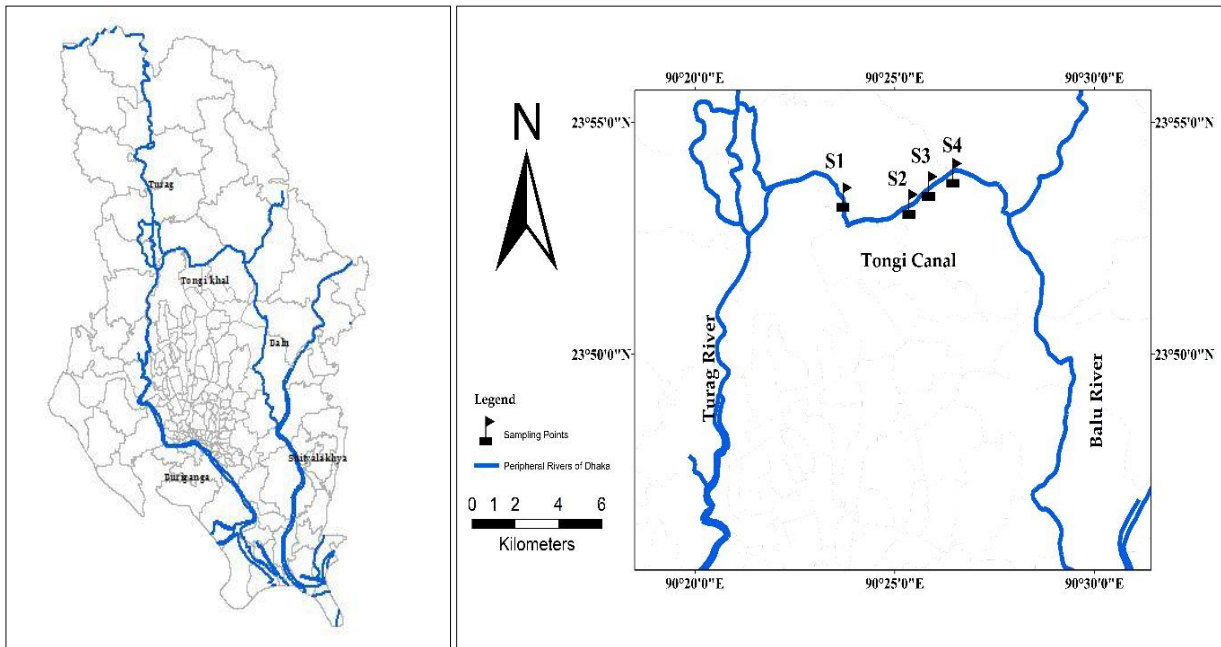 Turag
Tongi khal
Balu
Shitalakhya
Buriganga
N
Legend
Sampling Points
Peripheral Rivers of Dhaka
0 1 2 4 6
Kilometers
90°20'0"E 90°25'0"E 90°30'0"E
23°55'0"N 23°55'0"N
S1 S2 S3 S4
Tongi Canal
Turag River
Balu River
23°50'0"N 23°50'0"N
90°20'0"E 90°25'0"E 90°30'0"E